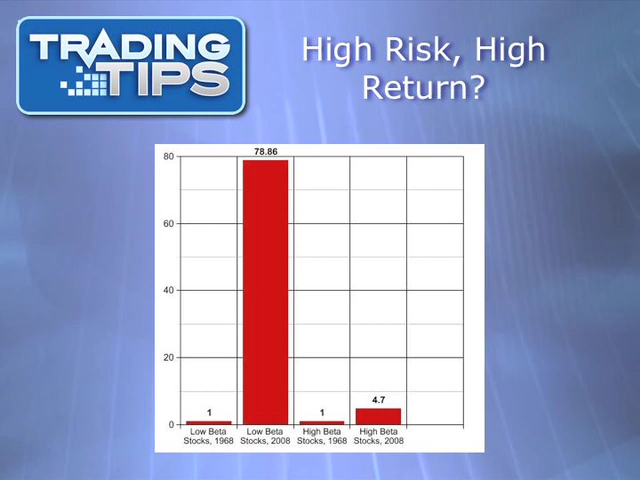 TRADING
TIPS
High Risk, High
Return?
80
60
40
20
0
1
78.86
1
4.7
Low Beta
Stocks, 1968
Low Beta
Stocks, 2008
High Beta
Stocks, 1968
High Beta
Stocks, 2008